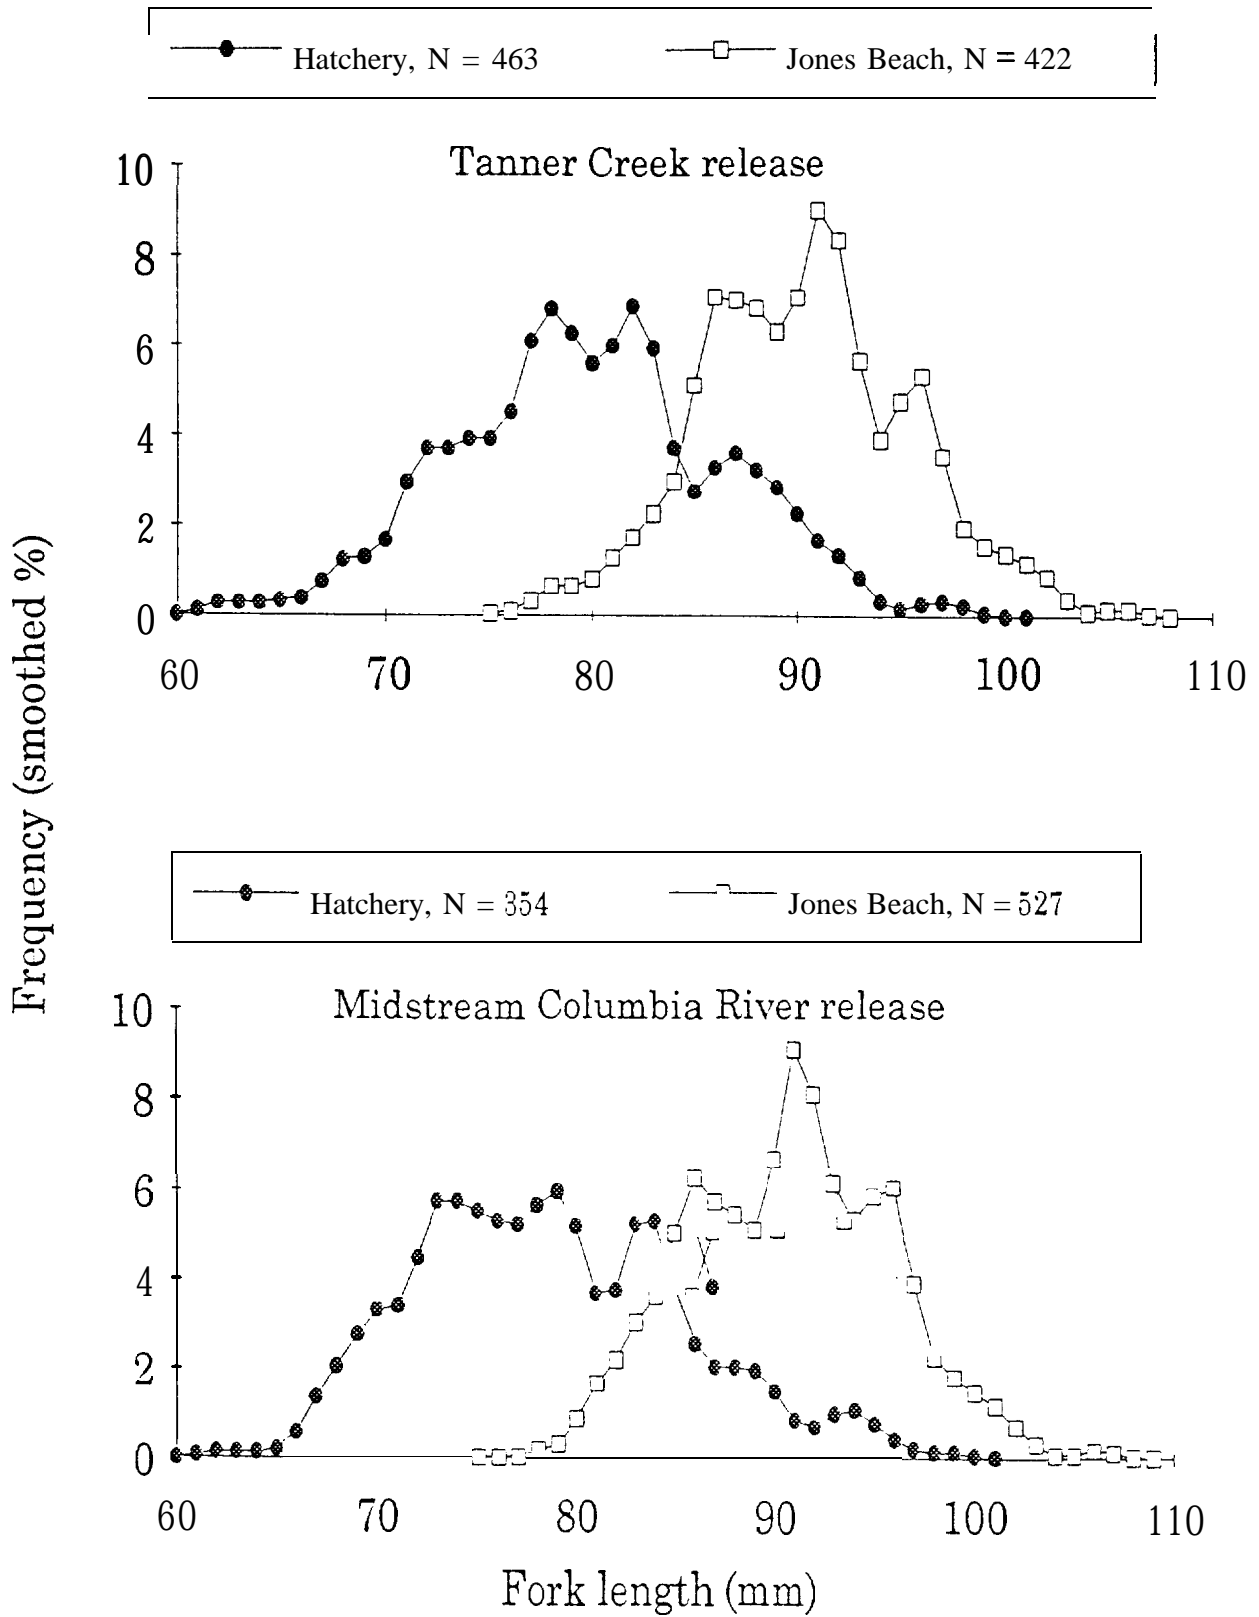 Hatchery, N = 463 Jones Beach, N = 422
Tanner Creek release
10
8
6
4
2
0
60 70 80 90 100 110
Frequency (smoothed %)
Hatchery, N = 354 Jones Beach, N = 527
Midstream Columbia River release
10
8
6
4
2
0
60 70 80 90 100 110
Fork length (mm)